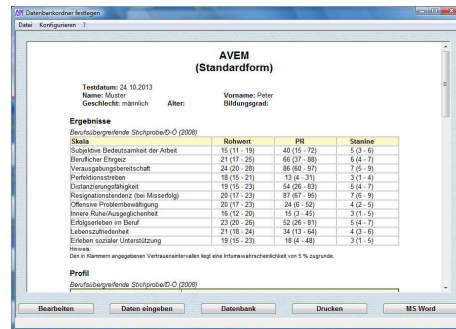 Datenbankordner festlegen
Datei Konfigurieren ?
AVEM
(Standardform)
Testdatum: 24.10.2013
Name: Muster Vorname: Peter
Geschlecht: männlich Alter: Bildungsgrad:
Ergebnisse
Berufsübergreifende Stichprobe/D-Ö (2008)
Skala Rohwert PR Stanine
Subjektive Bedeutsamkeit der Arbeit 15 (11 - 19) 40 (15 - 72) 5 (3 - 6)
Beruflicher Ehrgeiz 21 (17 - 25) 66 (37 - 88) 6 (4 - 7)
Verausgabungsbereitschaft 24 (20 - 28) 86 (60 - 97) 7 (5 - 9)
Perfektionsstreben 18 (15 - 21) 13 (4 - 31) 3 (1 - 4)
Distanzierungsfähigkeit 19 (15 - 23) 54 (26 - 83) 5 (4 - 7)
Resignationstendenz (bei Misserfolg) 20 (17 - 23) 87 (67 - 95) 7 (6 - 9)
Offensive Problembewältigung 20 (17 - 23) 24 (6 - 52) 4 (2 - 5)
Innere Ruhe/Ausgeglichenheit 16 (12 - 20) 15 (3 - 45) 3 (1 - 5)
Erfolgserleben im Beruf 23 (20 - 26) 52 (26 - 81) 5 (4 - 7)
Lebenszufriedenheit 21 (18 - 24) 34 (13 - 64) 4 (3 - 6)
Erleben sozialer Unterstützung 19 (15 - 23) 18 (4 - 48) 3 (1 - 5)
Hinweis:
Den in Klammern angegebenen Vertrauensintervallen liegt eine Irrtumswahrscheinlichkeit von 5 % zugrunde.
Profil
Berufsübergreifende Stichprobe/D-Ö (2008)
Bearbeiten Daten eingeben Datenbank Drucken MS Word